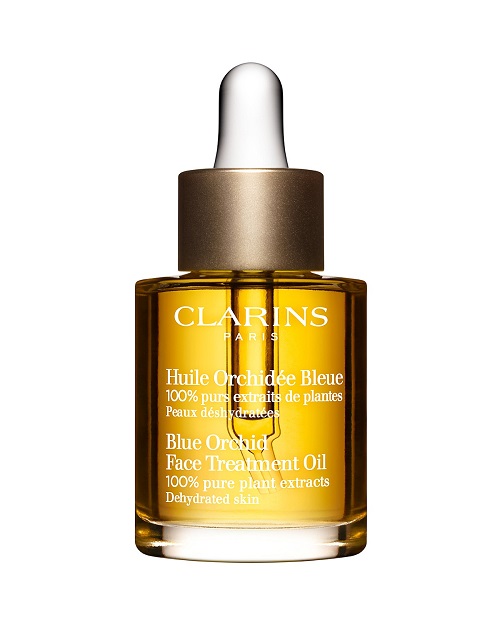 CLARINS
PARIS
Huile Orchidée Bleue
100% purs extraits de plantes
Peaux déshydratées
Blue Orchid
Face Treatment Oil
100% pure plant extracts
Dehydrated skin